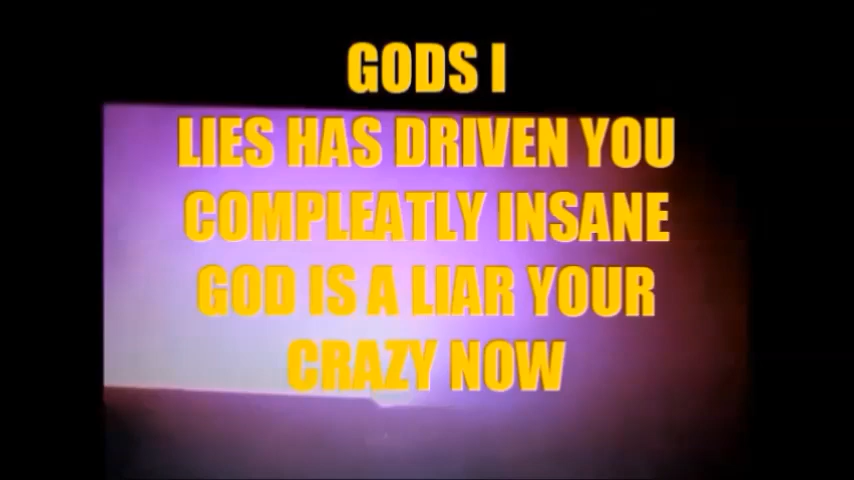 GODS I
LIES HAS DRIVEN YOU
COMPLEATLY INSANE
GOD IS A LIAR YOUR
CRAZY NOW